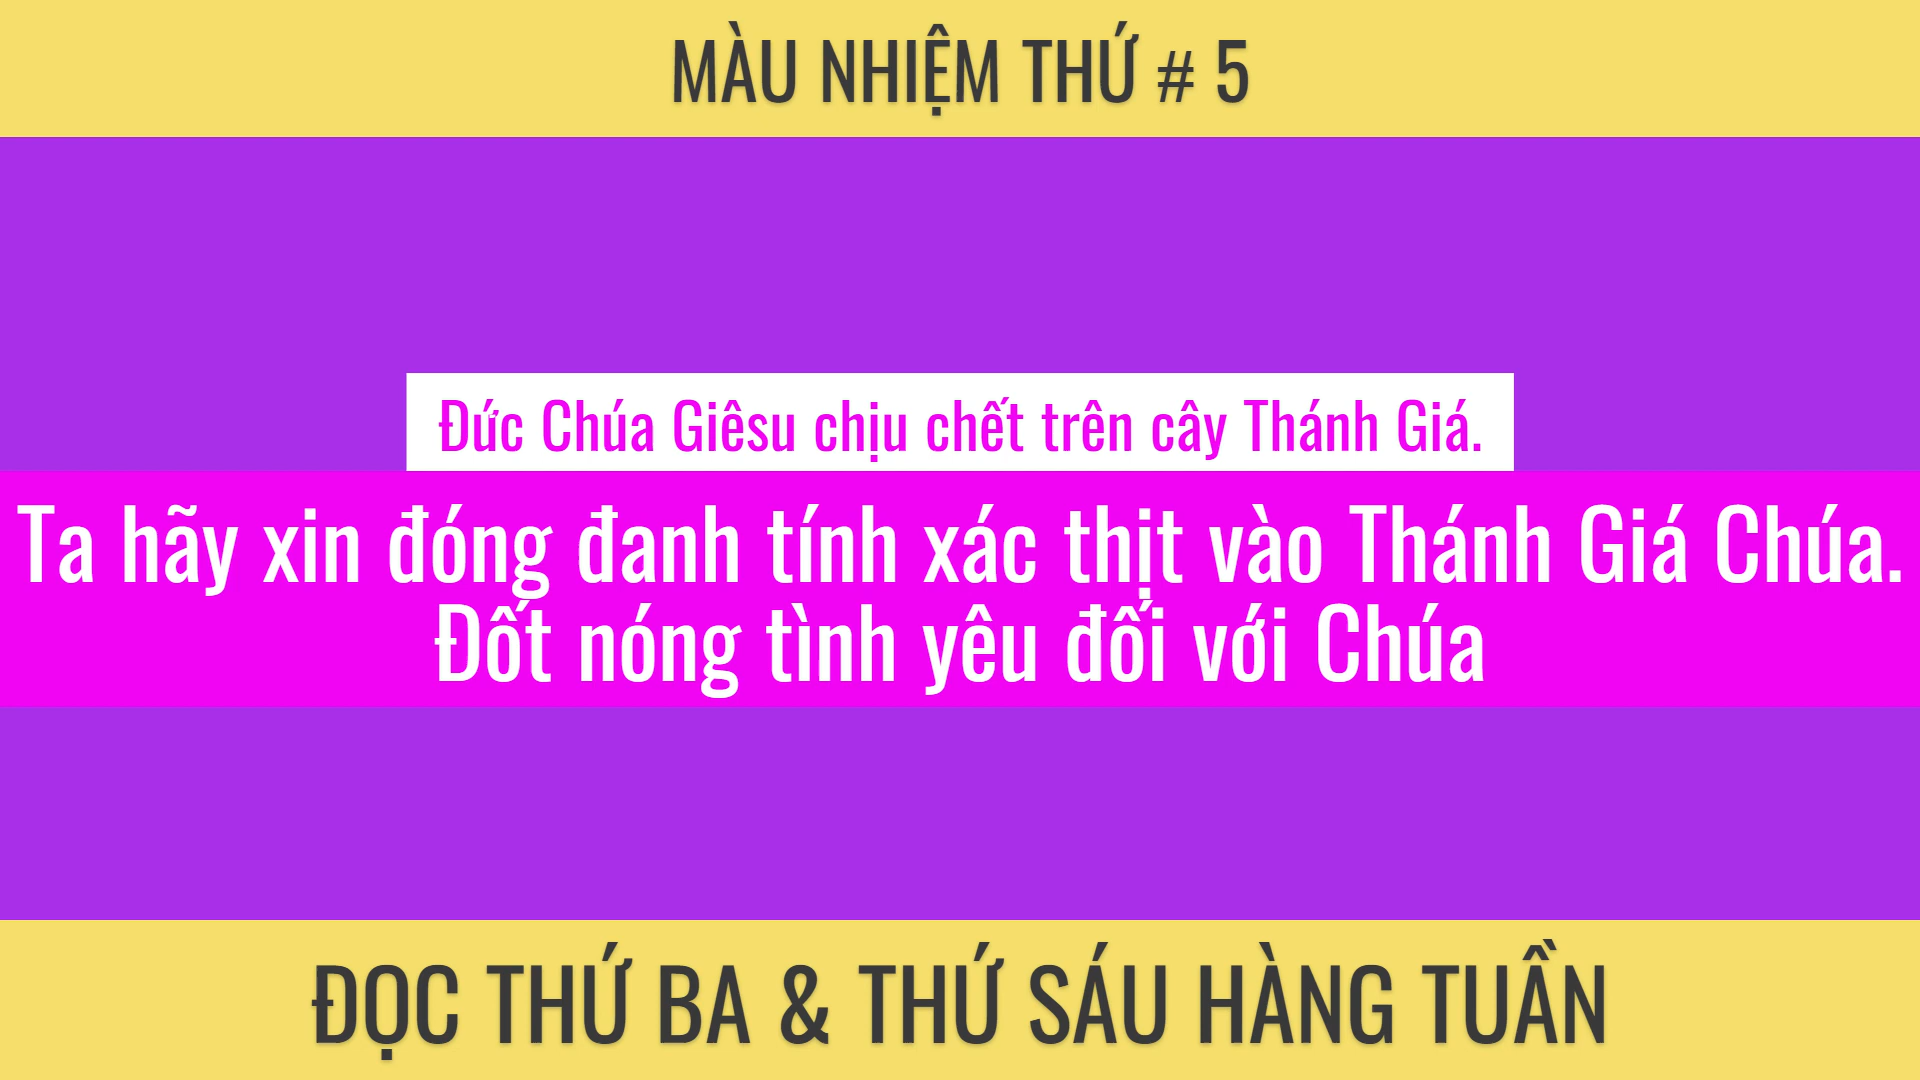 MÀU NHIỆM THỨ # 5
Đức Chúa Giêsu chịu chết trên cây Thánh Giá.
Ta hãy xin đóng đanh tính xác thịt vào Thánh Giá Chúa.
Đốt nóng tình yêu đối với Chúa
ĐỌC THỨ BA & THỨ SÁU HÀNG TUẦN